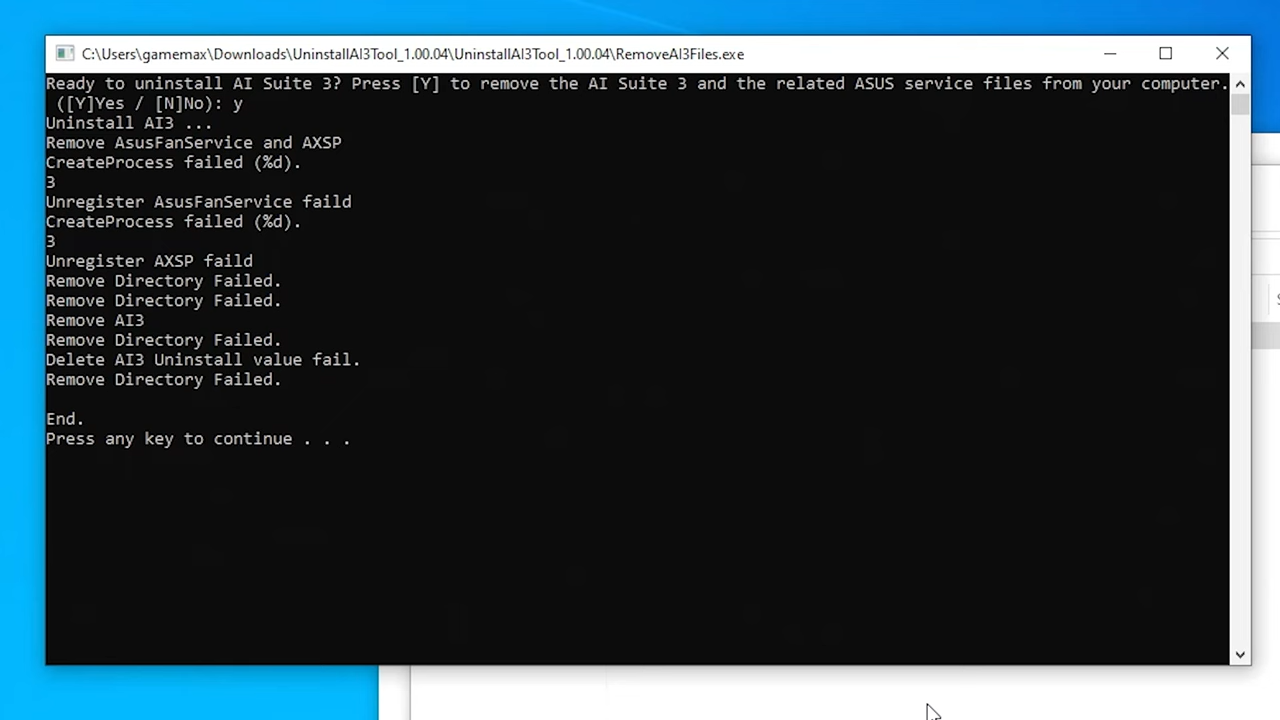 C:\Users\gamemax\Downloads\UninstallAI3Tool_1.00.04\UninstallAI3Tool_1.00.04\RemoveAI3Files.exe
Ready to uninstall AI Suite 3? Press [Y] to remove the AI Suite 3 and the related ASUS service files from your computer.
([Y]Yes / [N]No): y
Uninstall AI3 ...
Remove AsusFanService and AXSP
CreateProcess failed (%d).
3
Unregister AsusFanService faild
CreateProcess failed (%d).
3
Unregister AXSP faild
Remove Directory Failed.
Remove Directory Failed.
Remove AI3
Remove Directory Failed.
Delete AI3 Uninstall value fail.
Remove Directory Failed.
End.
Press any key to continue . . .